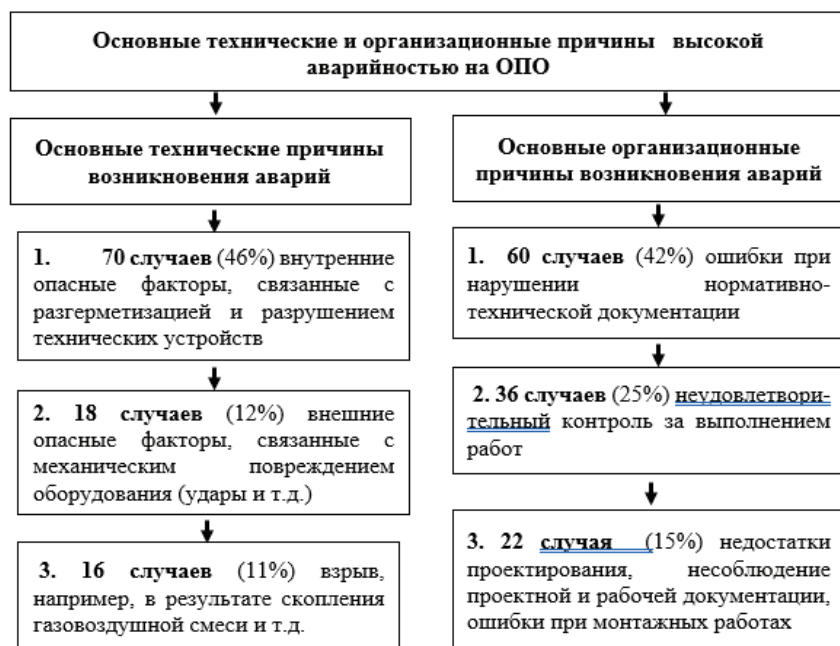 Основные технические и организационные причины высокой
аварийностью на ОПО
Основные технические причины
возникновения аварий
1. 70 случаев (46%) внутренние
опасные факторы, связанные с
разгерметизацией и разрушением
технических устройств
2. 18 случаев (12%) внешние
опасные факторы, связанные с
механическим повреждением
оборудования (удары и т.д.)
3. 16 случаев (11%) взрыв,
например, в результате скопления
газовоздушной смеси и т.д.
Основные организационные
причины возникновения аварий
1. 60 случаев (42%) ошибки при
нарушении нормативно-
технической документации
2. 36 случаев (25%) неудовлетвори-
тельный контроль за выполнением
работ
3. 22 случая (15%) недостатки
проектирования, несоблюдение
проектной и рабочей документации,
ошибки при монтажных работах